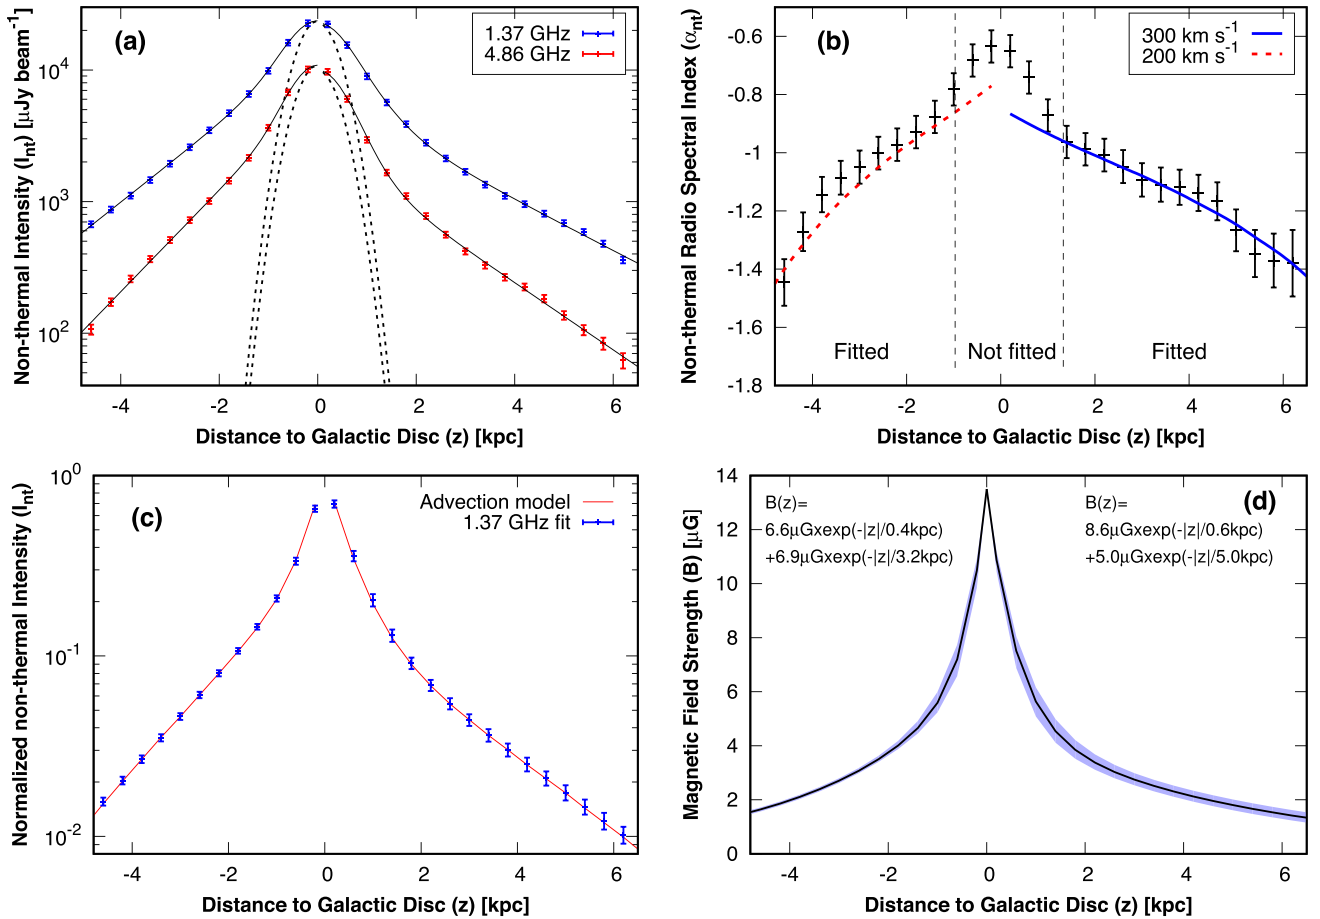 (a)
1.37 GHz
4.86 GHz
10^4
10^3
10^2
-4 -2 0 2 4 6
Non-thermal Intensity (I_nt) [μJy beam^-1]
Distance to Galactic Disc (z) [kpc]
(b)
300 km s^-1
200 km s^-1
-0.6
-0.8
-1
-1.2
-1.4
-1.6
-1.8
Fitted Not fitted Fitted
-4 -2 0 2 4 6
Non-thermal Radio Spectral Index (α_nt)
Distance to Galactic Disc (z) [kpc]
(c)
Advection model
1.37 GHz fit
10^0
10^-1
10^-2
-4 -2 0 2 4 6
Normalized non-thermal Intensity (I_nt)
Distance to Galactic Disc (z) [kpc]
(d)
B(z)=
6.6μGxexp(-|z|/0.4kpc)
+6.9μGxexp(-|z|/3.2kpc)
B(z)=
8.6μGxexp(-|z|/0.6kpc)
+5.0μGxexp(-|z|/5.0kpc)
14
12
10
8
6
4
2
0
-4 -2 0 2 4 6
Magnetic Field Strength (B) [μG]
Distance to Galactic Disc (z) [kpc]